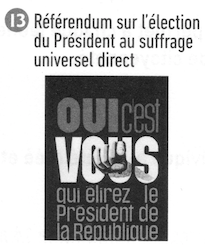 13 Référendum sur l'élection
du Président au suffrage
universel direct
OUI c'est
VOUS
qui élirez le
Président de
la République